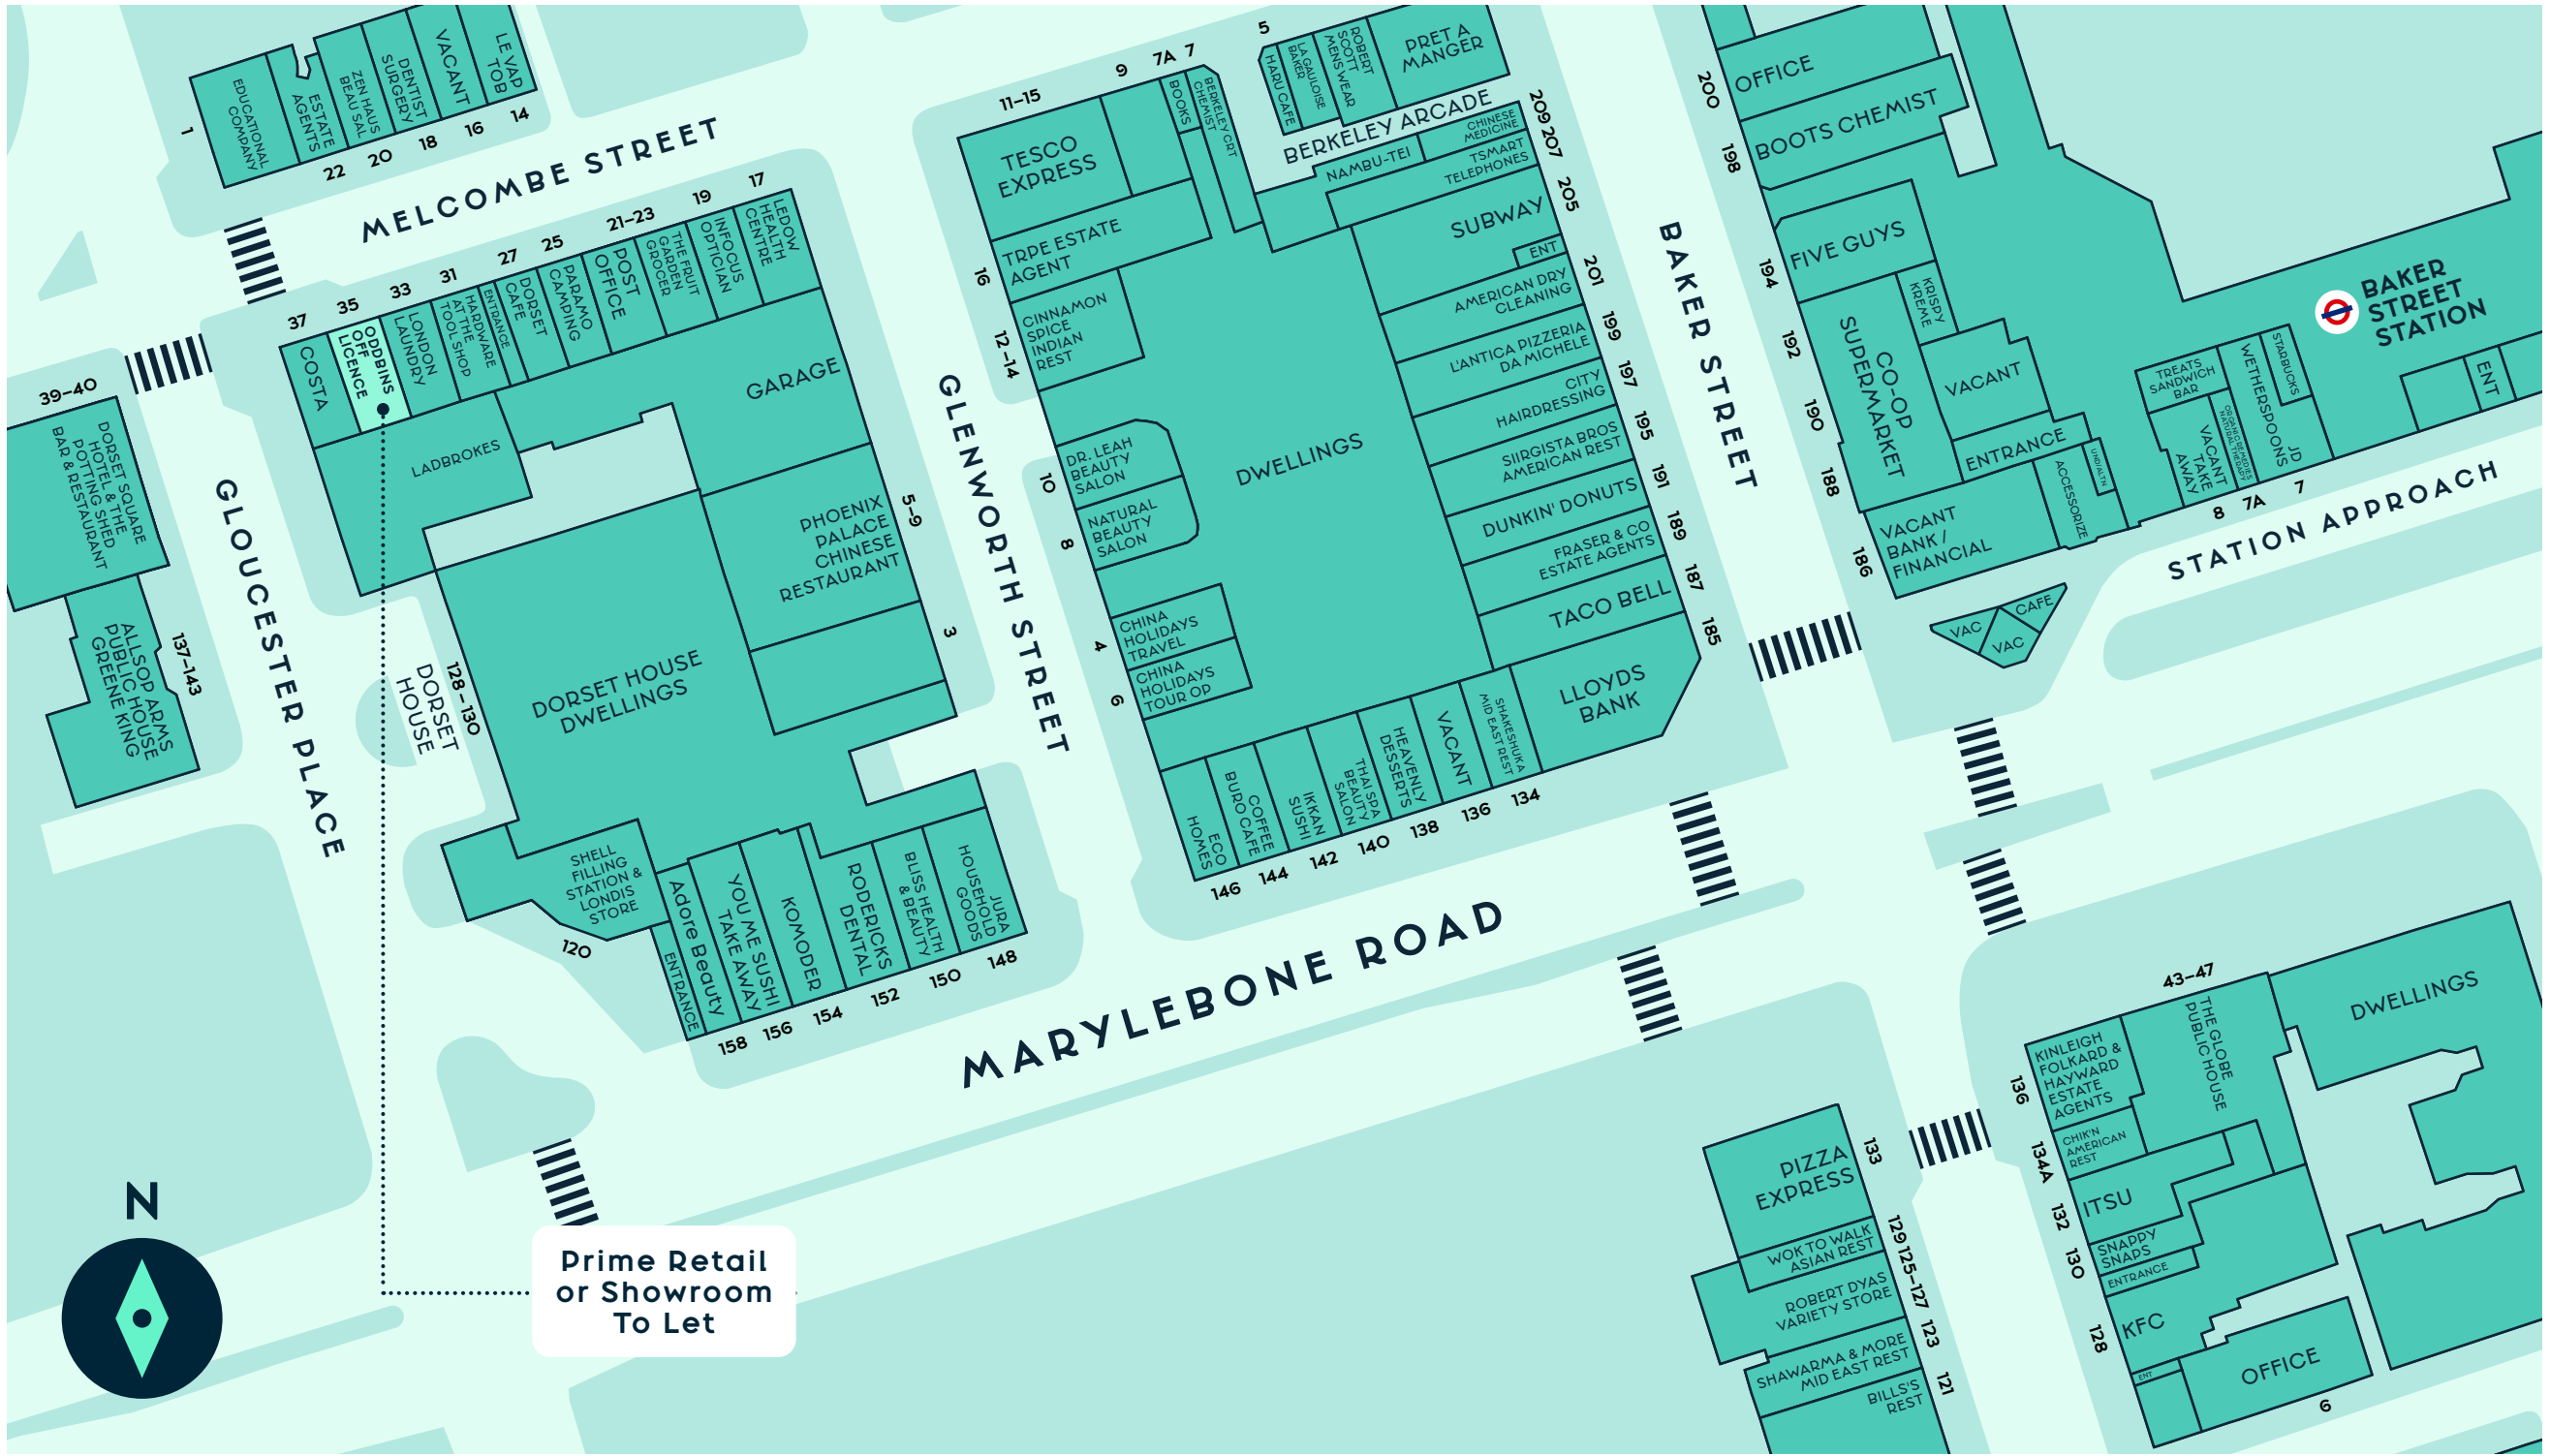 1
EDUCATIONAL
COMPANY
ESTATE
AGENTS
ZEN HAUS
BEAU SAL
DENTIST
SURGERY
VACANT
LE VAP
TOB
22
20
18
16
14
MELCOMBE STREET
37
35
33
31
27
25
21–23
19
17
COSTA
ODDBINS
OFF
LICENCE
LONDON
LAUNDRY
HARDWARE
AT THE
TOOL SHOP
ENTRANCE
DORSET
CAFE
PARAMO
CAMPING
POST
OFFICE
THE FRUIT
GARDEN
GROCER
INFOCUS
OPTICIAN
LEDOW
HEALTH
CENTRE
LADBROKES
GARAGE
PHOENIX
PALACE
CHINESE
RESTAURANT
5–9
3
39–40
DORSET SQUARE
HOTEL & THE
POTTING SHED
BAR & RESTAURANT
ALLSOP ARMS
PUBLIC HOUSE
GREENE KING
137–143
GLOUCESTER PLACE
DORSET
HOUSE
128–130
DORSET HOUSE
DWELLINGS
SHELL
FILLING
STATION &
LONDIS
STORE
120
ENTRANCE
Adore Beauty
YOU ME SUSHI
TAKE AWAY
KOMODER
RODERICKS
DENTAL
BLISS HEALTH
& BEAUTY
JURA
HOUSEHOLD
GOODS
158
156
154
152
150
148
GLENWORTH STREET
11–15
9
7A
7
5
TESCO
EXPRESS
BOOKS
BERKELEY CRT
CHEMIST
HARU CAFE
LA GAULOISE
BAKER
ROBERT
SCOTT
MENS WEAR
PRET A
MANGER
BERKELEY ARCADE
NAMBU-TEI
CHINESE
MEDICINE
TSMART
TELEPHONES
209
207
205
201
199
197
195
191
189
187
185
TRPE ESTATE
AGENT
16
CINNAMON
SPICE
INDIAN
REST
12–14
DR. LEAH
BEAUTY
SALON
10
NATURAL
BEAUTY
SALON
8
CHINA
HOLIDAYS
TRAVEL
4
CHINA
HOLIDAYS
TOUR OP
6
DWELLINGS
SUBWAY
ENT
AMERICAN DRY
CLEANING
L'ANTICA PIZZERIA
DA MICHELE
CITY
HAIRDRESSING
SIIRGISTA BROS
AMERICAN REST
DUNKIN' DONUTS
FRASER & CO
ESTATE AGENTS
TACO BELL
LLOYDS
BANK
ECO
HOMES
COFFEE
BURO CAFE
IKKAN
SUSHI
THAI SPA
BEAUTY
SALON
HEAVENLY
DESSERTS
VACANT
SHAKESHUKA
MID EAST REST
146
144
142
140
138
136
134
MARYLEBONE ROAD
BAKER STREET
200
198
194
192
190
188
186
OFFICE
BOOTS CHEMIST
FIVE GUYS
KRISPY
KREME
CO-OP
SUPERMARKET
VACANT
ENTRANCE
VACANT
BANK /
FINANCIAL
ACCESSORIZE
TREATS
SANDWICH
BAR
VACANT
TAKE
AWAY
JD
WETHERSPOONS
STARBUCKS
BAKER
STREET
STATION
ENT
8
7A
7
STATION APPROACH
VAC
CAFE
VAC
43–47
KINLEIGH
FOLKARD &
HAYWARD
ESTATE
AGENTS
THE GLOBE
PUBLIC HOUSE
DWELLINGS
136
CHIK'N
AMERICAN
REST
134A
ITSU
132
SNAPPY
SNAPS
130
ENTRANCE
KFC
128
ENT
OFFICE
6
PIZZA
EXPRESS
133
WOK TO WALK
ASIAN REST
129
ROBERT DYAS
VARIETY STORE
125–127
SHAWARMA & MORE
MID EAST REST
123
BILLS'S
REST
121
N
Prime Retail
or Showroom
To Let